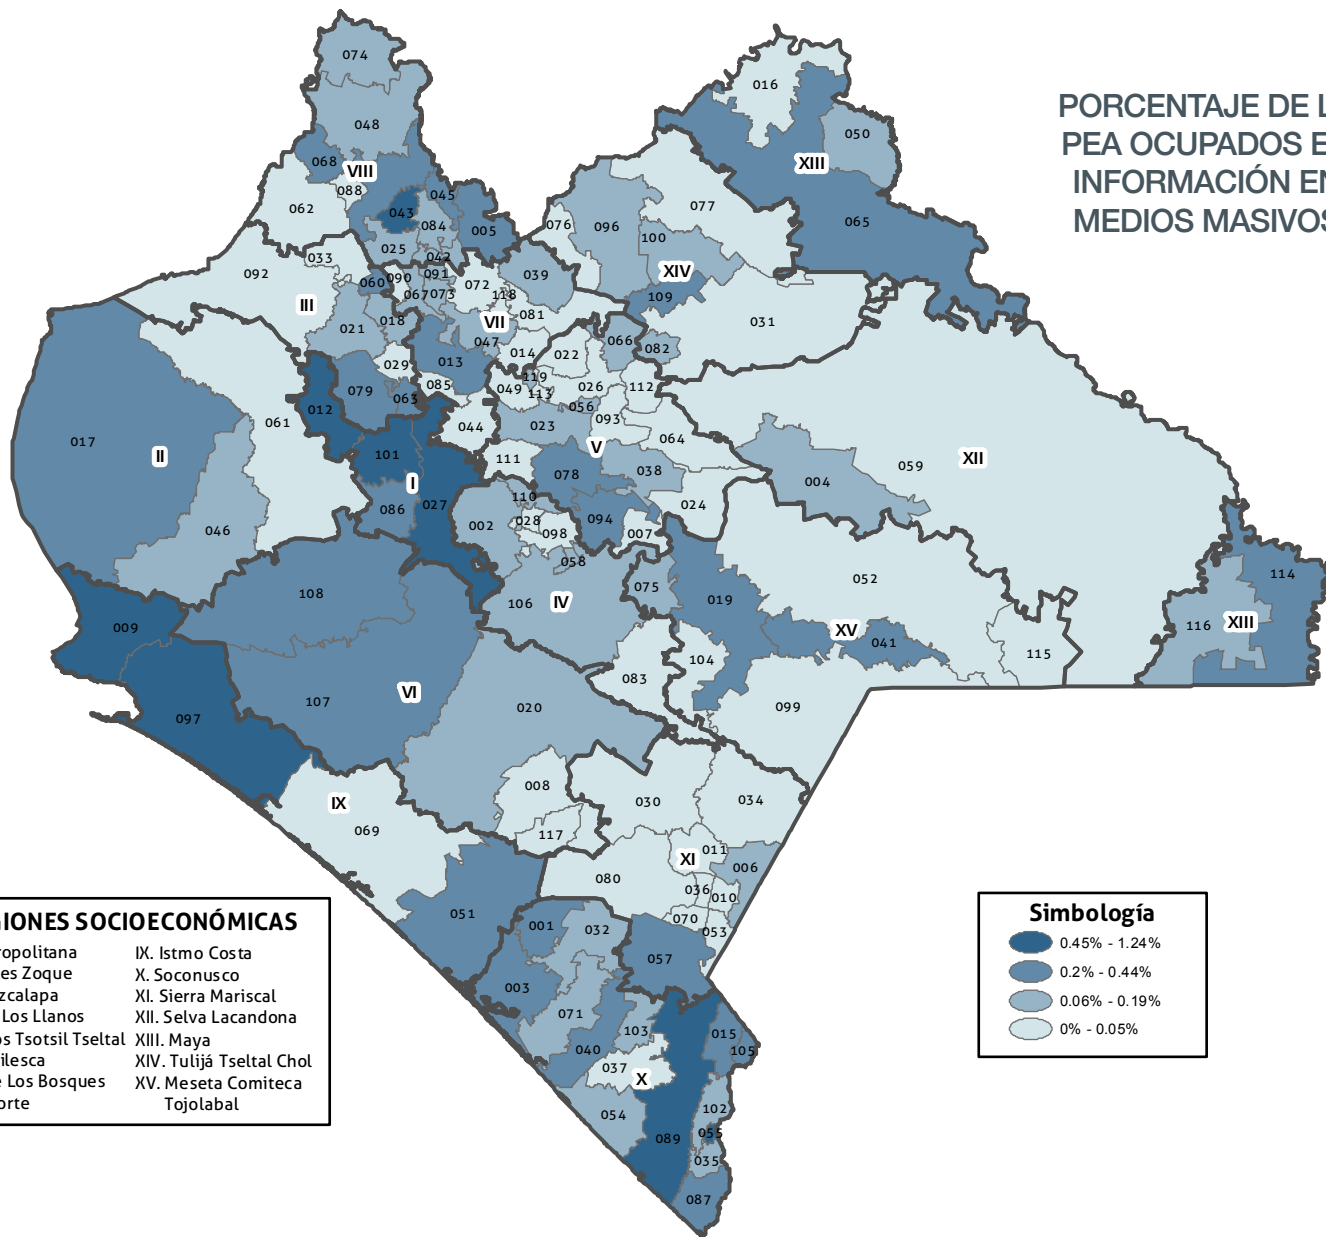 PORCENTAJE DE L
PEA OCUPADOS E
INFORMACIÓN EN
MEDIOS MASIVOS
074
016
048
050
068
VIII
XIII
088
045
062
043
077
065
084
005
076
096
100
025
042
033
092
XIV
039
060
090
091
072
067
073
118
109
III
081
VII
018
021
031
047
066
082
014
022
013
029
119
079
085
049
113
026
112
063
012
056
093
044
023
061
064
017
V
101
II
111
XII
059
038
078
I
004
110
027
024
086
002
028
094
046
098
007
058
114
052
075
108
019
106
IV
116
XIII
009
XV
041
115
104
083
VI
107
099
020
097
008
030
034
IX
069
117
011
XI
006
080
036
010
051
070
053
001
032
057
003
071
103
015
040
105
037
X
054
102
055
089
035
087
GIONES SOCIOECONÓMICAS
ropolitana
es Zoque
zcalapa
Los Llanos
os Tsotsil Tseltal
ilesca
e Los Bosques
orte
IX. Istmo Costa
X. Soconusco
XI. Sierra Mariscal
XII. Selva Lacandona
XIII. Maya
XIV. Tulijá Tseltal Chol
XV. Meseta Comiteca
Tojolabal
Simbología
0.45% - 1.24%
0.2% - 0.44%
0.06% - 0.19%
0% - 0.05%